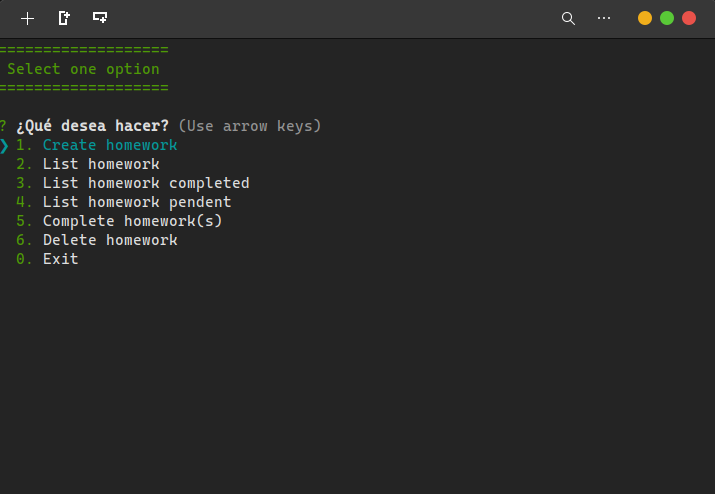 ===================
Select one option
===================
? ¿Qué desea hacer? (Use arrow keys)
❯ 1. Create homework
2. List homework
3. List homework completed
4. List homework pendent
5. Complete homework(s)
6. Delete homework
0. Exit